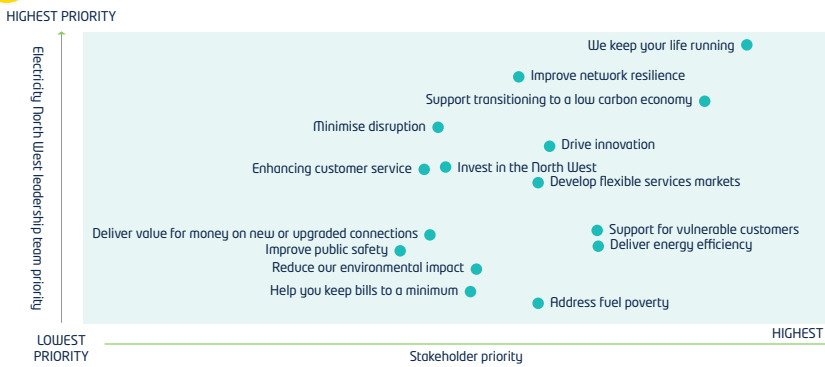 HIGHEST PRIORITY
Electricity North West leadership team priority
We keep your life running
Improve network resilience
Support transitioning to a low carbon economy
Minimise disruption
Drive innovation
Enhancing customer service
Invest in the North West
Develop flexible services markets
Deliver value for money on new or upgraded connections
Support for vulnerable customers
Improve public safety
Deliver energy efficiency
Reduce our environmental impact
Help you keep bills to a minimum
Address fuel poverty
LOWEST
PRIORITY
Stakeholder priority
HIGHEST